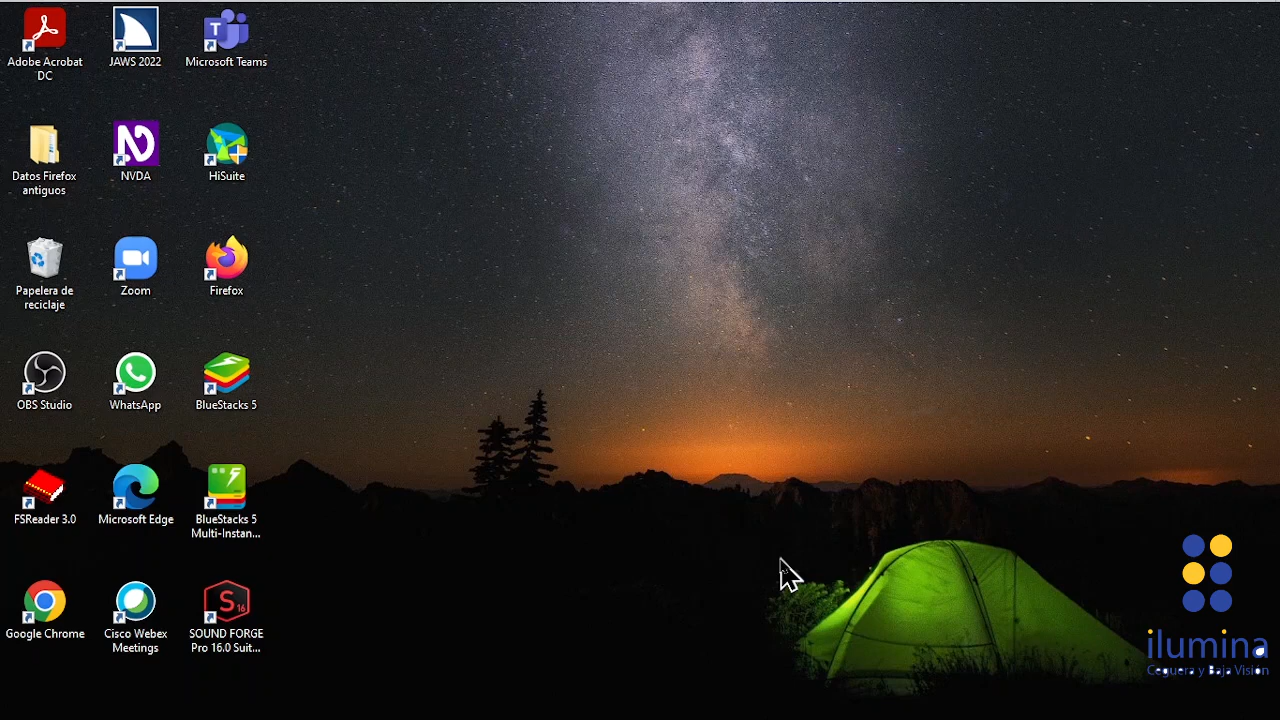 Adobe Acrobat
DC
JAWS 2022
Microsoft Teams
Datos Firefox
antiguos
NVDA
HiSuite
Papelera de
reciclaje
Zoom
Firefox
OBS Studio
WhatsApp
BlueStacks 5
FSReader 3.0
Microsoft Edge
BlueStacks 5
Multi-Instan...
Google Chrome
Cisco Webex
Meetings
S16
SOUND FORGE
Pro 16.0 Suit...
ilumina
Ceguera y Baja Visión